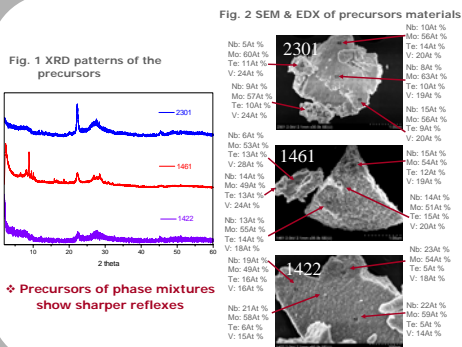 Fig. 1 XRD patterns of the
precursors
2301
1461
1422
10
20
30
40
50
60
2 theta
❖ Precursors of phase mixtures
show sharper reflexes
Fig. 2 SEM & EDX of precursors materials
Nb: 5At %
Mo: 60At %
Te: 11At %
V: 24At %
Nb: 9At %
Mo: 57At %
Te: 10At %
V: 24At %
2301
Nb: 10At %
Mo: 56At %
Te: 14At %
V: 20At %
Nb: 8At %
Mo: 63At %
Te: 10At %
V: 19At %
Nb: 15At %
Mo: 56At %
Te: 9At %
V: 20At %
Nb: 6At %
Mo: 53At %
Te: 13At %
V: 28At %
Nb: 14At %
Mo: 49At %
Te: 13At %
V: 24At %
Nb: 13At %
Mo: 55At %
Te: 14At %
V: 18At %
1461
Nb: 15At %
Mo: 54At %
Te: 12At %
V: 19At %
Nb: 14At %
Mo: 51At %
Te: 15At %
V: 20At %
Nb: 19At %
Mo: 49At %
Te: 16At %
V: 16At %
Nb: 21At %
Mo: 58At %
Te: 6At %
V: 15At %
1422
Nb: 23At %
Mo: 54At %
Te: 5At %
V: 18At %
Nb: 22At %
Mo: 59At %
Te: 5At %
V: 14At %